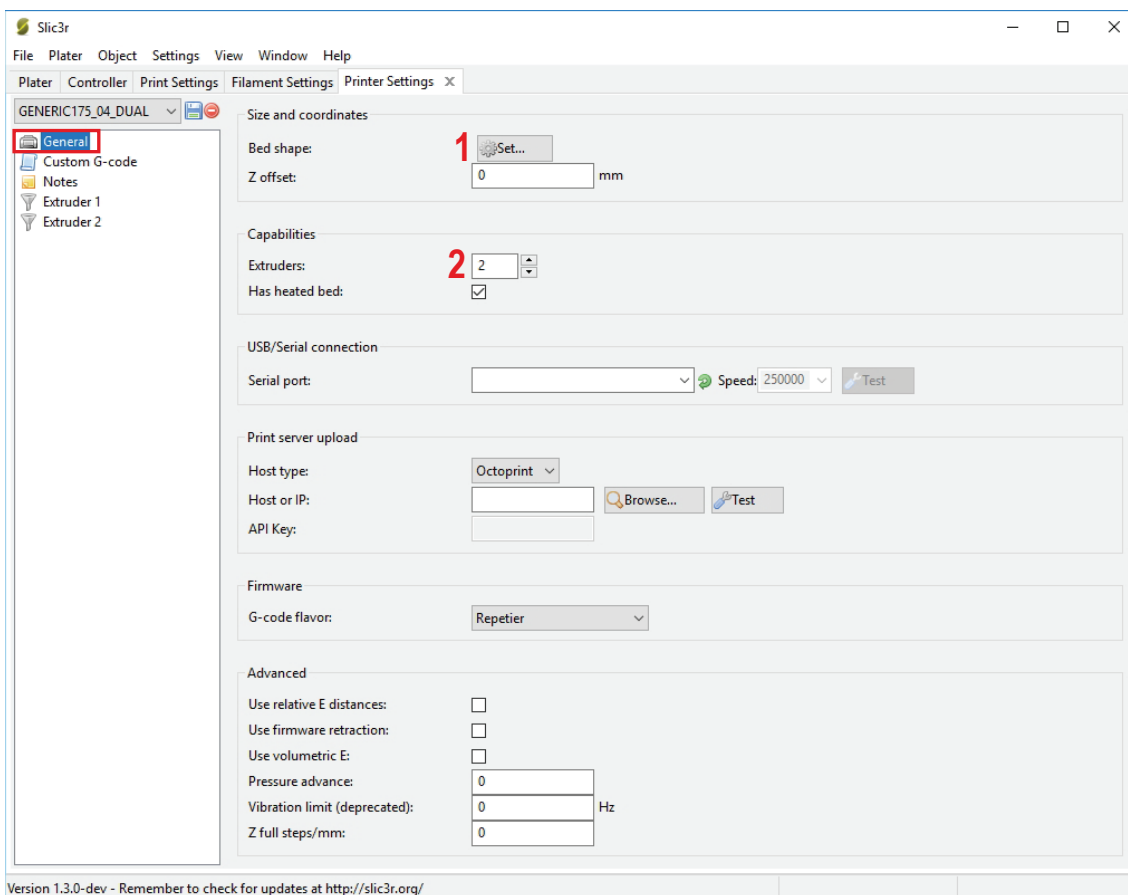 Slic3r
File Plater Object Settings View Window Help
Plater Controller Print Settings Filament Settings Printer Settings X
GENERIC175_04_DUAL
General
Custom G-code
Notes
Extruder 1
Extruder 2
Size and coordinates
Bed shape: 1 Set...
Z offset: 0 mm
Capabilities
Extruders: 2 2
Has heated bed:
USB/Serial connection
Serial port: Speed: 250000 Test
Print server upload
Host type: Octoprint
Host or IP: Browse... Test
API Key:
Firmware
G-code flavor: Repetier
Advanced
Use relative E distances:
Use firmware retraction:
Use volumetric E:
Pressure advance: 0
Vibration limit (deprecated): 0 Hz
Z full steps/mm: 0
Version 1.3.0-dev - Remember to check for updates at http://slic3r.org/